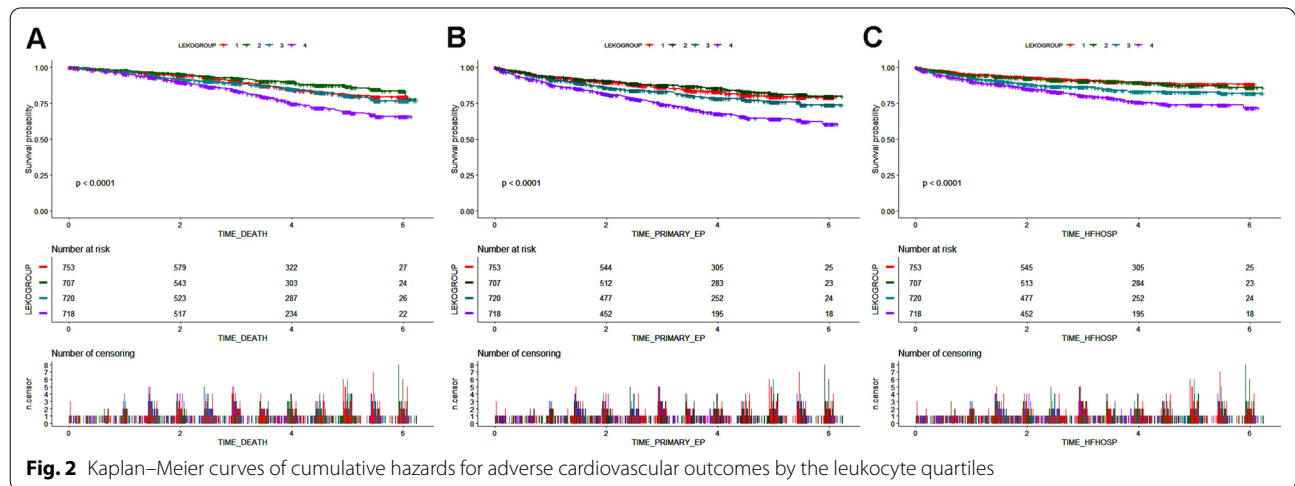 A
LEKOGROUP 1 2 3 4
Survival probability
1.00
0.75
0.50
0.25
0.00
p < 0.0001
0 2 4 6
TIME_DEATH
Number at risk
LEKOGROUP
753 579 322 27
707 543 303 24
720 523 287 26
718 517 234 22
0 2 4 6
TIME_DEATH
Number of censoring
n.censor
8
7
6
5
4
3
2
1
0
0 2 4 6
TIME_DEATH
B
LEKOGROUP 1 2 3 4
Survival probability
1.00
0.75
0.50
0.25
0.00
p < 0.0001
0 2 4 6
TIME_PRIMARY_EP
Number at risk
LEKOGROUP
753 544 305 25
707 512 283 23
720 477 252 24
718 452 195 18
0 2 4 6
TIME_PRIMARY_EP
Number of censoring
n.censor
8
7
6
5
4
3
2
1
0
0 2 4 6
TIME_PRIMARY_EP
C
LEKOGROUP 1 2 3 4
Survival probability
1.00
0.75
0.50
0.25
0.00
p < 0.0001
0 2 4 6
TIME_HFHOSP
Number at risk
LEKOGROUP
753 545 305 25
707 513 284 23
720 477 252 24
718 452 195 18
0 2 4 6
TIME_HFHOSP
Number of censoring
n.censor
8
7
6
5
4
3
2
1
0
0 2 4 6
TIME_HFHOSP
Fig. 2 Kaplan–Meier curves of cumulative hazards for adverse cardiovascular outcomes by the leukocyte quartiles